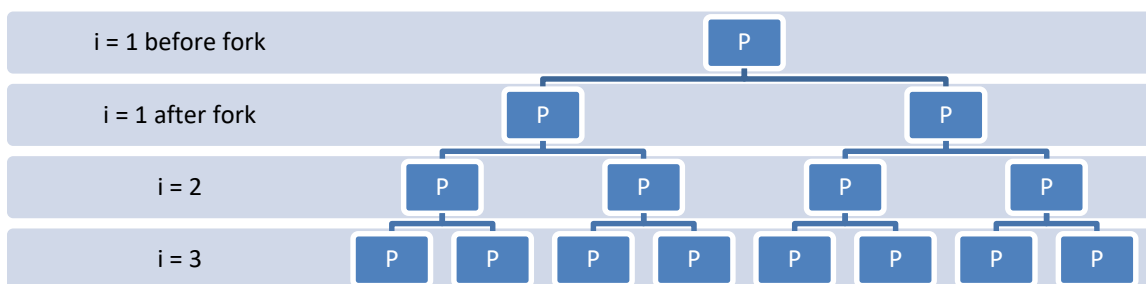 i = 1 before fork P
i = 1 after fork P P
i = 2 P P P P
i = 3 P P P P P P P P